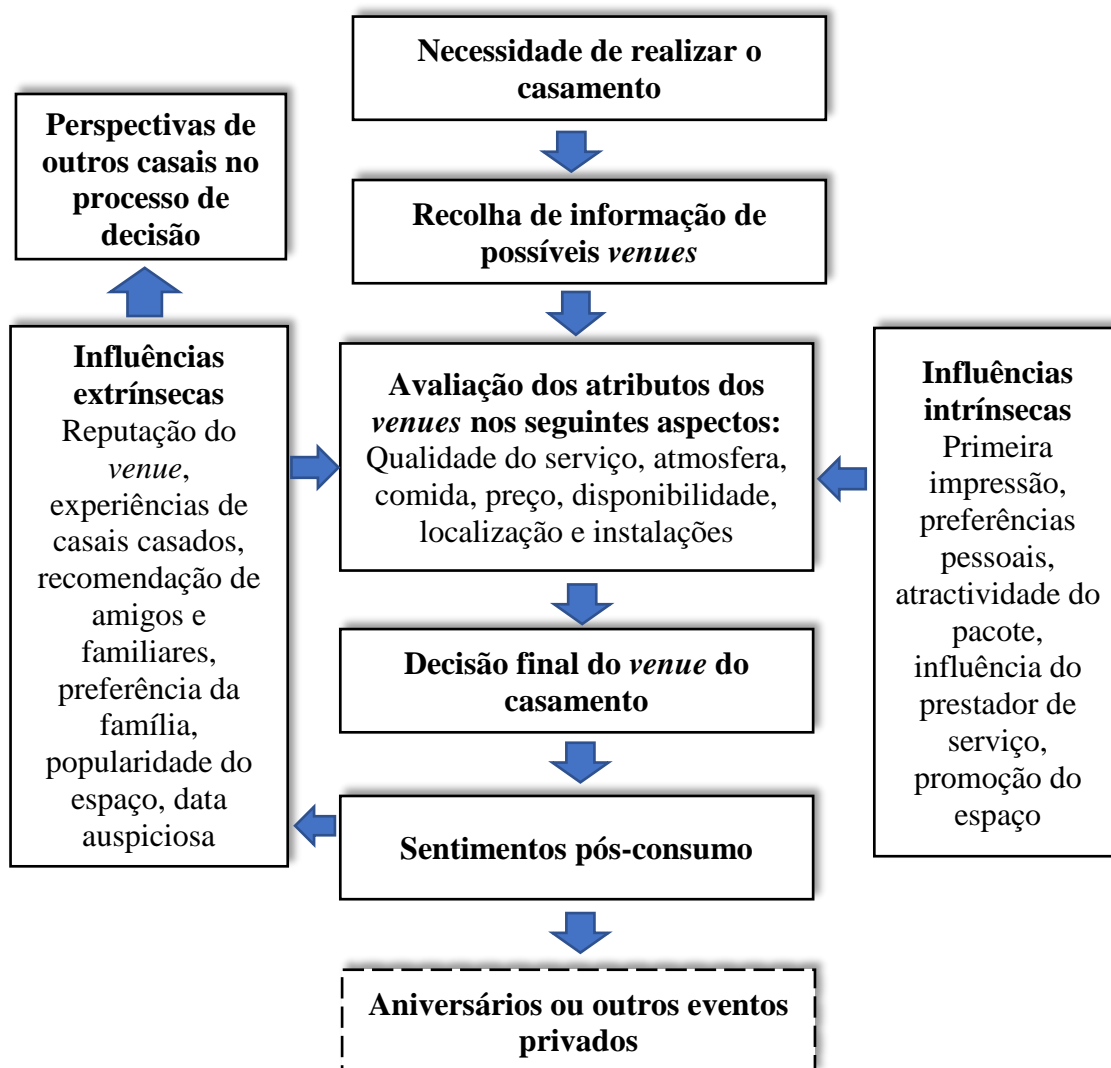 Necessidade de realizar o
casamento
Perspectivas de
outros casais no
processo de
decisão
Recolha de informação de
possíveis venues
Influências
extrínsecas
Reputação do
venue,
experiências de
casais casados,
recomendação de
amigos e
familiares,
preferência da
família,
popularidade do
espaço, data
auspiciosa
Avaliação dos atributos dos
venues nos seguintes aspectos:
Qualidade do serviço, atmosfera,
comida, preço, disponibilidade,
localização e instalações
Influências
intrínsecas
Primeira
impressão,
preferências
pessoais,
atractividade do
pacote,
influência do
prestador de
serviço,
promoção do
espaço
Decisão final do venue do
casamento
Sentimentos pós-consumo
Aniversários ou outros eventos
privados